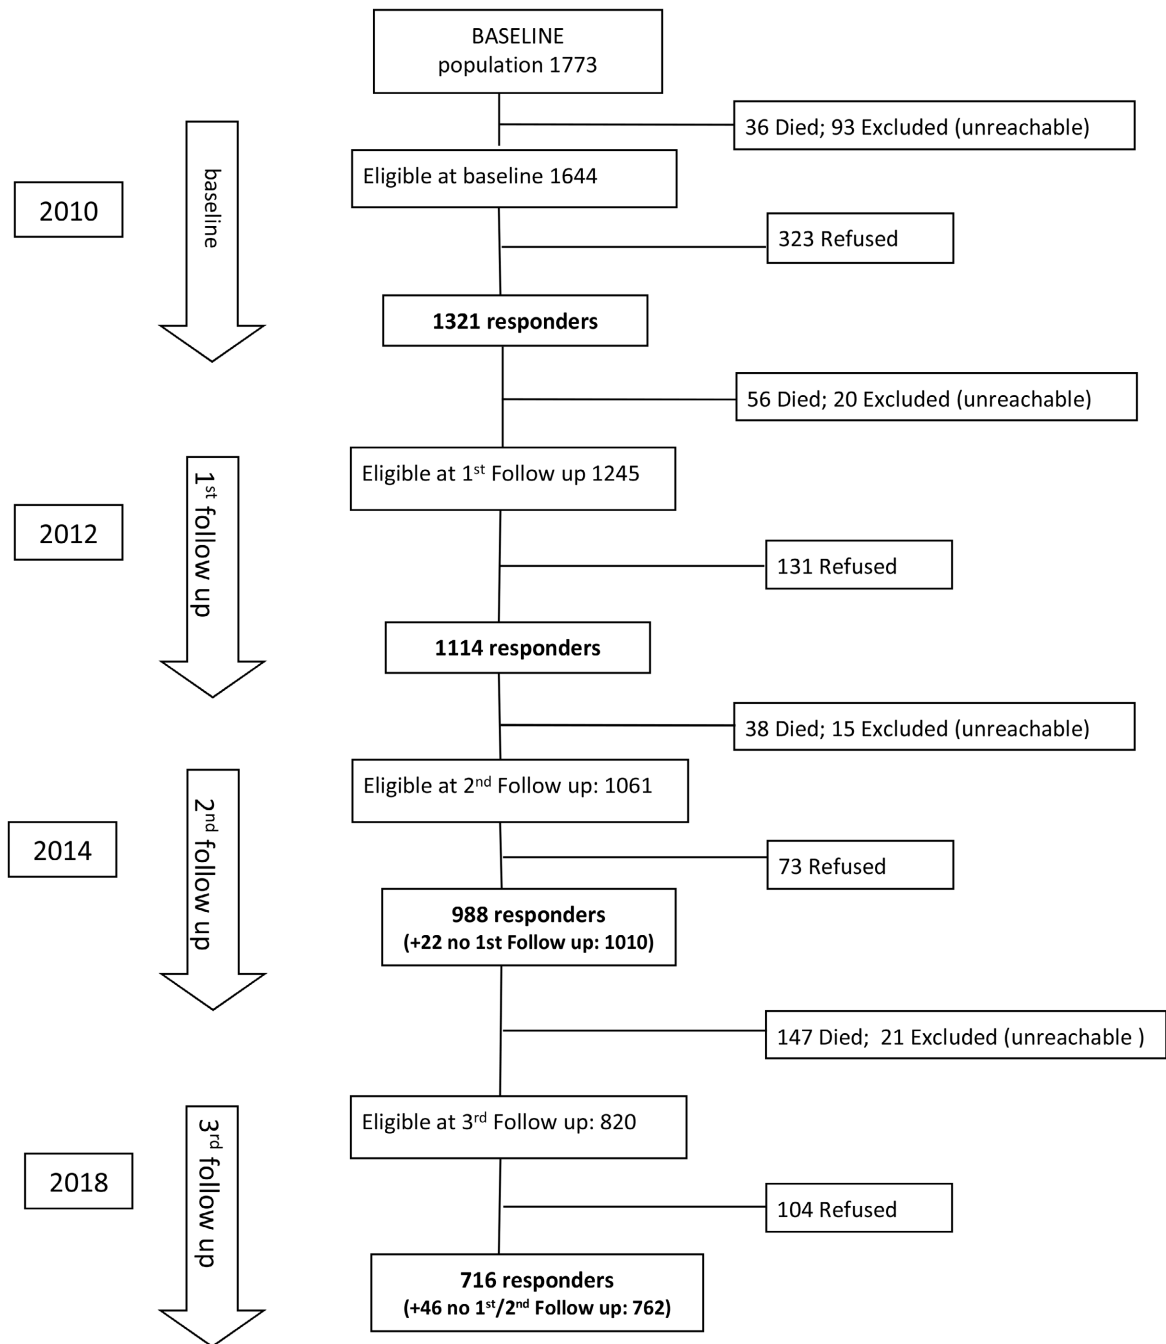 BASELINE
population 1773
36 Died; 93 Excluded (unreachable)
baseline
Eligible at baseline 1644
2010
323 Refused
1321 responders
56 Died; 20 Excluded (unreachable)
1st follow up
Eligible at 1st Follow up 1245
2012
131 Refused
1114 responders
38 Died; 15 Excluded (unreachable)
2nd follow up
Eligible at 2nd Follow up: 1061
2014
73 Refused
988 responders
(+22 no 1st Follow up: 1010)
147 Died;  21 Excluded (unreachable )
3rd follow up
Eligible at 3rd Follow up: 820
2018
104 Refused
716 responders
(+46 no 1st/2nd Follow up: 762)